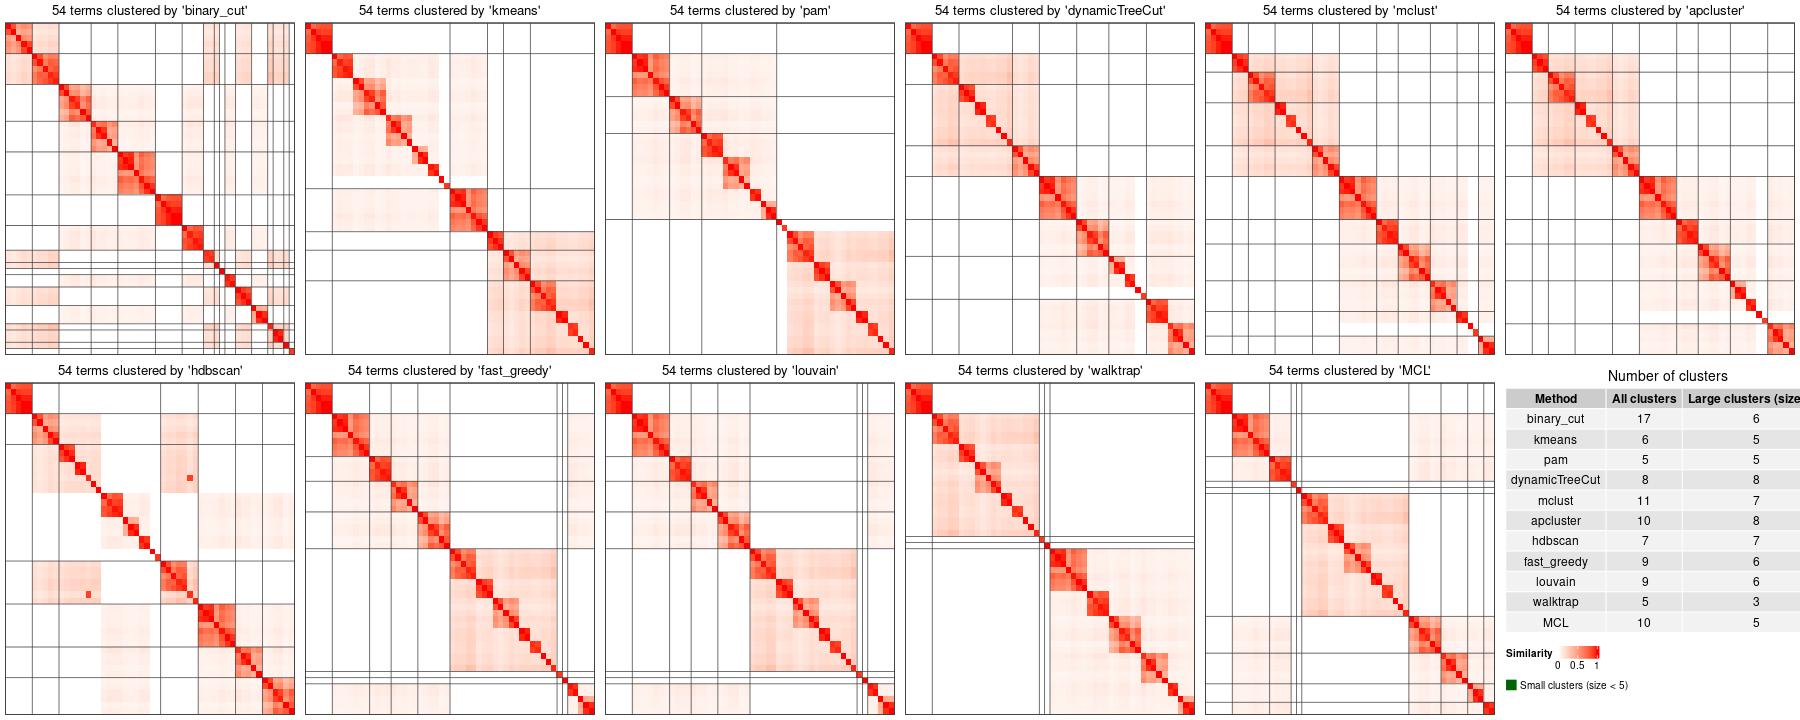 54 terms clustered by 'binary_cut'
54 terms clustered by 'kmeans'
54 terms clustered by 'pam'
54 terms clustered by 'dynamicTreeCut'
54 terms clustered by 'mclust'
54 terms clustered by 'apcluster'
54 terms clustered by 'hdbscan'
54 terms clustered by 'fast_greedy'
54 terms clustered by 'louvain'
54 terms clustered by 'walktrap'
54 terms clustered by 'MCL'
Number of clusters
Method All clusters Large clusters (size
binary_cut 17 6
kmeans 6 5
pam 5 5
dynamicTreeCut 8 8
mclust 11 7
apcluster 10 8
hdbscan 7 7
fast_greedy 9 6
louvain 9 6
walktrap 5 3
MCL 10 5
Similarity
0 0.5 1
Small clusters (size < 5)